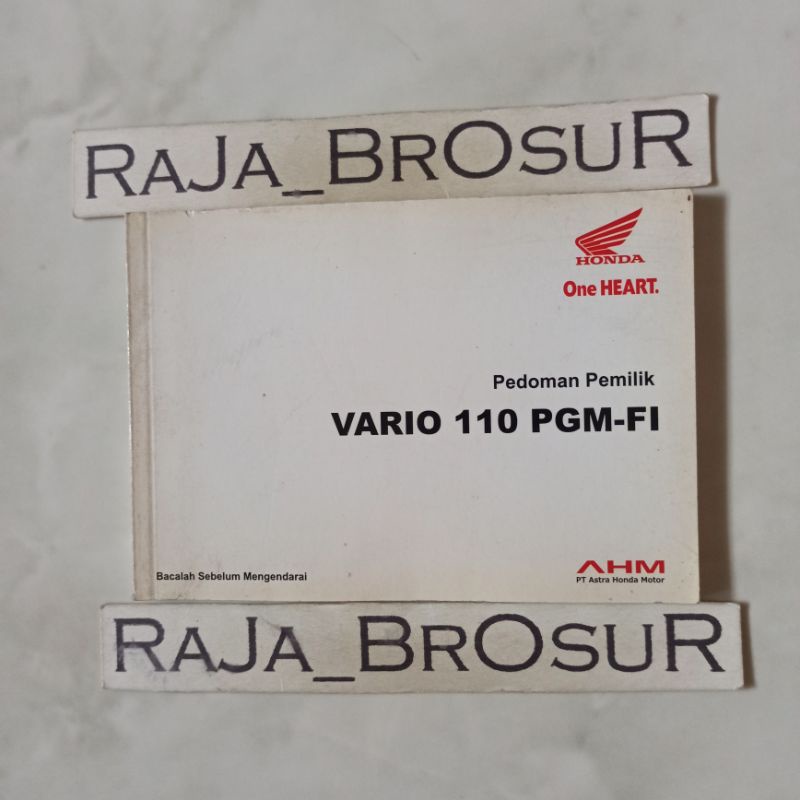 RAJA_BROSUR
HONDA
One HEART.
Pedoman Pemilik
VARIO 110 PGM-FI
AHM
PT Astra Honda Motor
Bacalah Sebelum Mengendarai
RAJA_BROSUR